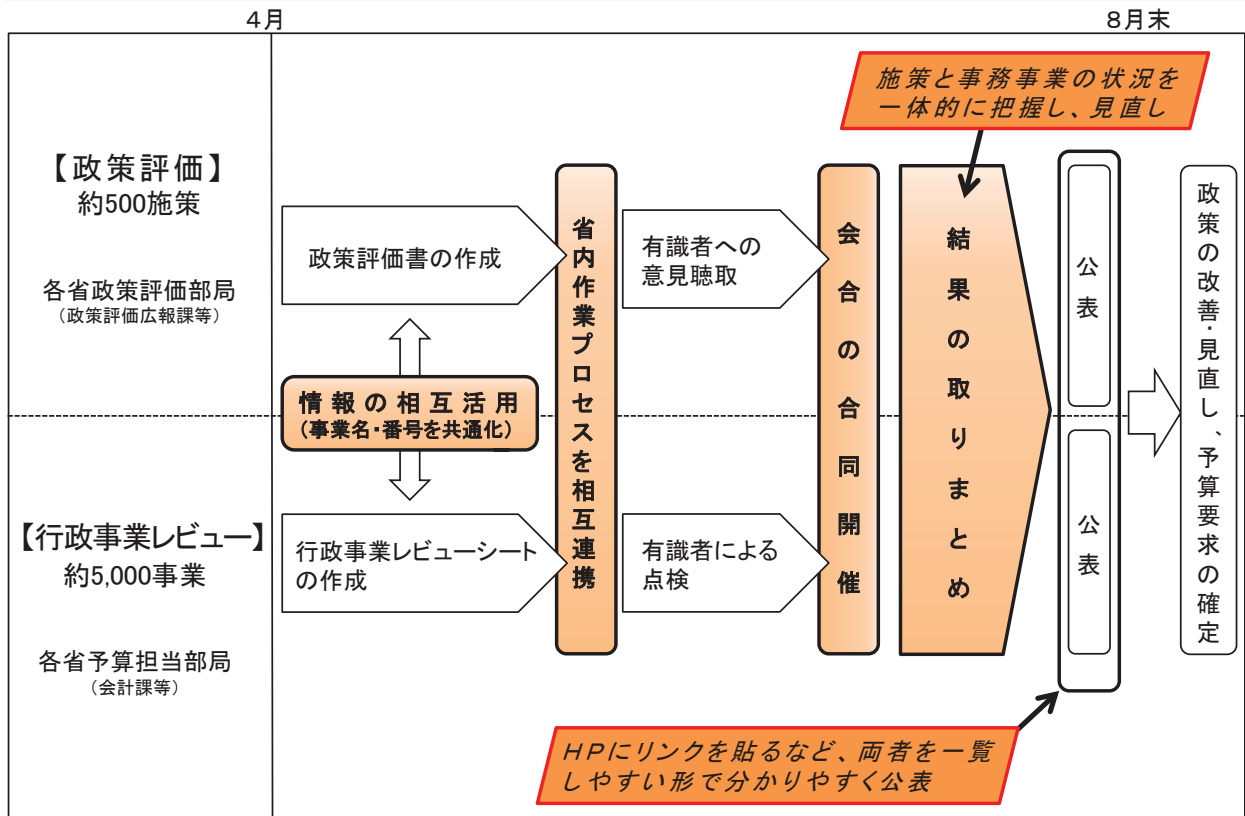 4月
8月末
施策と事務事業の状況を
一体的に把握し、見直し
【政策評価】
約500施策
各省政策評価部局
（政策評価広報課等）
政策評価書の作成
情報の相互活用
（事業名・番号を共通化）
【行政事業レビュー】
約5,000事業
各省予算担当部局
（会計課等）
行政事業レビューシート
の作成
省内作業プロセスを相互連携
有識者への
意見聴取
有識者による
点検
会合の合同開催
結果の取りまとめ
公表
公表
政策の改善・見直し、予算要求の確定
HPにリンクを貼るなど、両者を一覧
しやすい形で分かりやすく公表